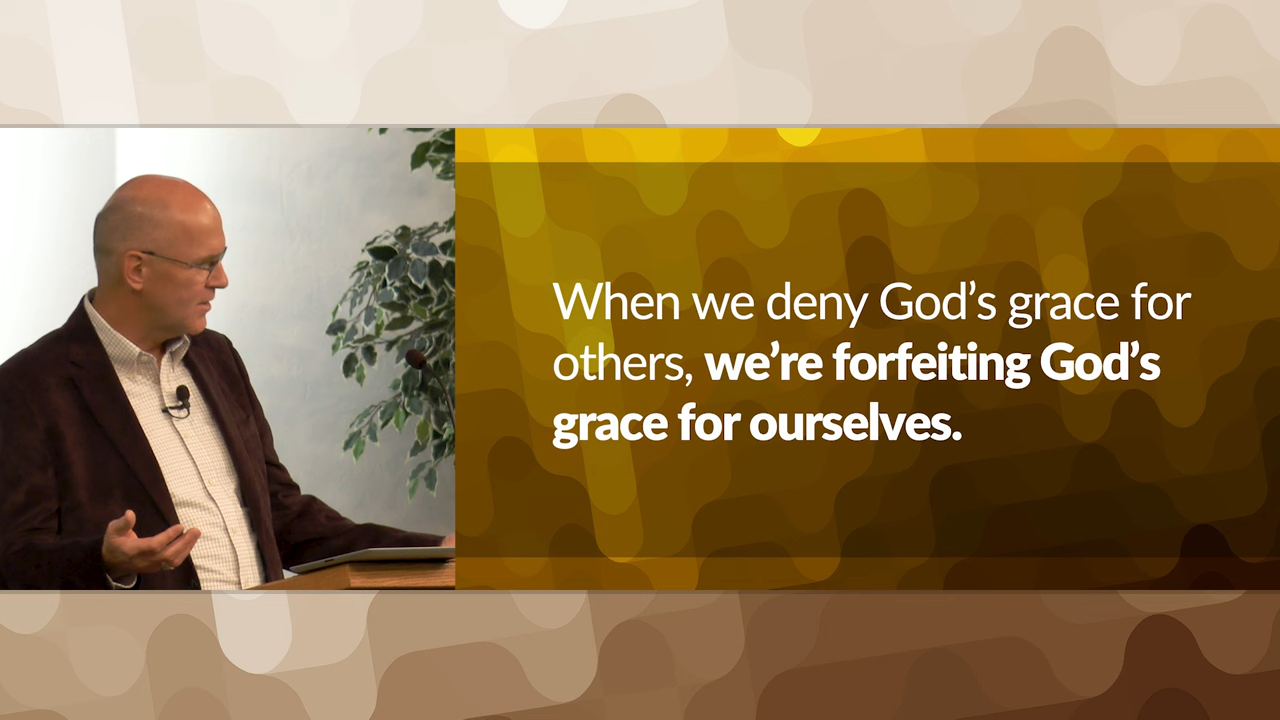 When we deny God’s grace for
others, we’re forfeiting God’s
grace for ourselves.